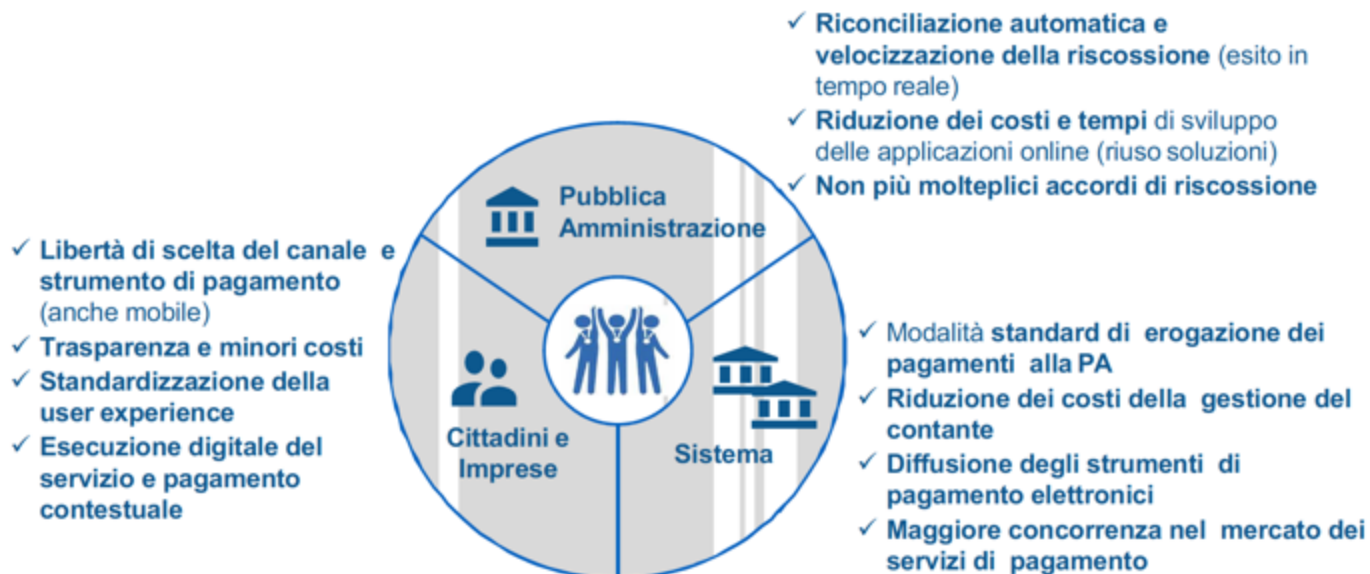 ✓ Riconciliazione automatica e
velocizzazione della riscossione (esito in
tempo reale)
✓ Riduzione dei costi e tempi di sviluppo
delle applicazioni online (riuso soluzioni)
✓ Non più molteplici accordi di riscossione
Pubblica
Amministrazione
✓ Libertà di scelta del canale e
strumento di pagamento
(anche mobile)
✓ Trasparenza e minori costi
✓ Standardizzazione della
user experience
✓ Esecuzione digitale del
servizio e pagamento
contestuale
Cittadini e
Imprese
Sistema
✓ Modalità standard di erogazione dei
pagamenti alla PA
✓ Riduzione dei costi della gestione del
contante
✓ Diffusione degli strumenti di
pagamento elettronici
✓ Maggiore concorrenza nel mercato dei
servizi di pagamento